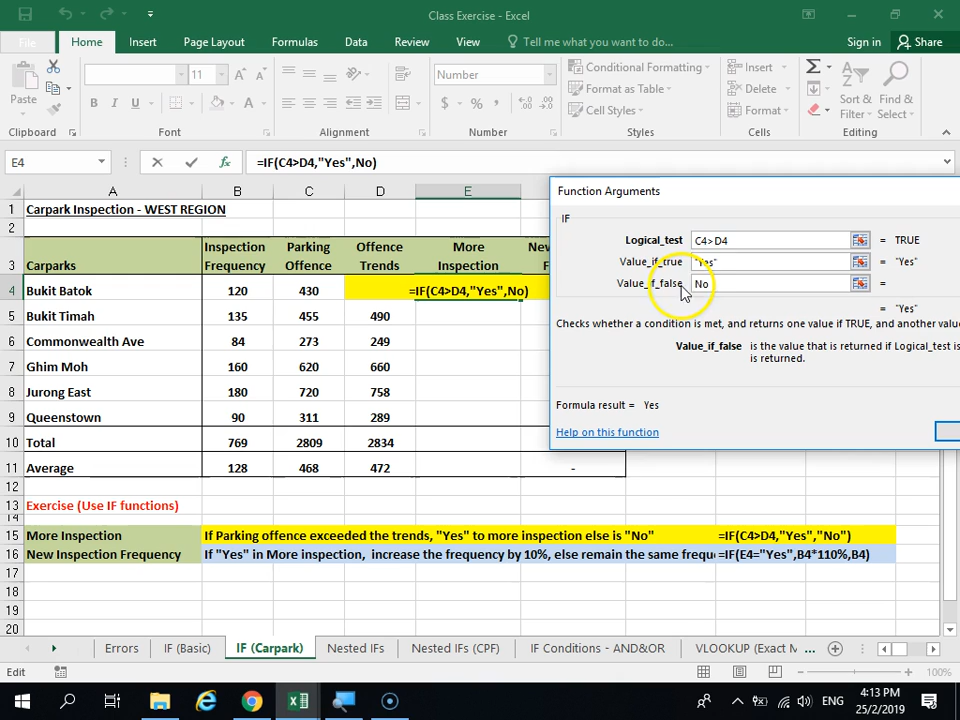 Class Exercise - Excel
File Home Insert Page Layout Formulas Data Review View Tell me what you want to do... Sign in Share
Paste
11 A A
B I U A
Number
$ % , .0 .00 .00 .0
Conditional Formatting
Format as Table
Cell Styles
Insert
Delete
Format
Σ
Sort & Filter
Find & Select
Clipboard Font Alignment Number Styles Cells Editing
E4 fx =IF(C4>D4,"Yes",No)
A B C D E
1 Carpark Inspection - WEST REGION
2
3 Carparks Inspection Frequency Parking Offence Offence Trends More Inspection
4 Bukit Batok 120 430 =IF(C4>D4,"Yes",No)
5 Bukit Timah 135 455 490
6 Commonwealth Ave 84 273 249
7 Ghim Moh 160 620 660
8 Jurong East 180 720 758
9 Queenstown 90 311 289
10 Total 769 2809 2834
11 Average 128 468 472 -
12
13 Exercise (Use IF functions)
14
15 More Inspection If Parking offence exceeded the trends, "Yes" to more inspection else is "No" =IF(C4>D4,"Yes","No")
16 New Inspection Frequency If "Yes" in More inspection, increase the frequency by 10%, else remain the same freque =IF(E4="Yes",B4*110%,B4)
17
18
19
20
Function Arguments
IF
Logical_test C4>D4 = TRUE
Value_if_true "Yes" = "Yes"
Value_if_false No =
= "Yes"
Checks whether a condition is met, and returns one value if TRUE, and another value
Value_if_false is the value that is returned if Logical_test is
is returned.
Formula result = Yes
Help on this function
Errors IF (Basic) IF (Carpark) Nested IFs Nested IFs (CPF) IF Conditions - AND&OR VLOOKUP (Exact M ...
Edit 100%
ENG
4:13 PM
25/2/2019